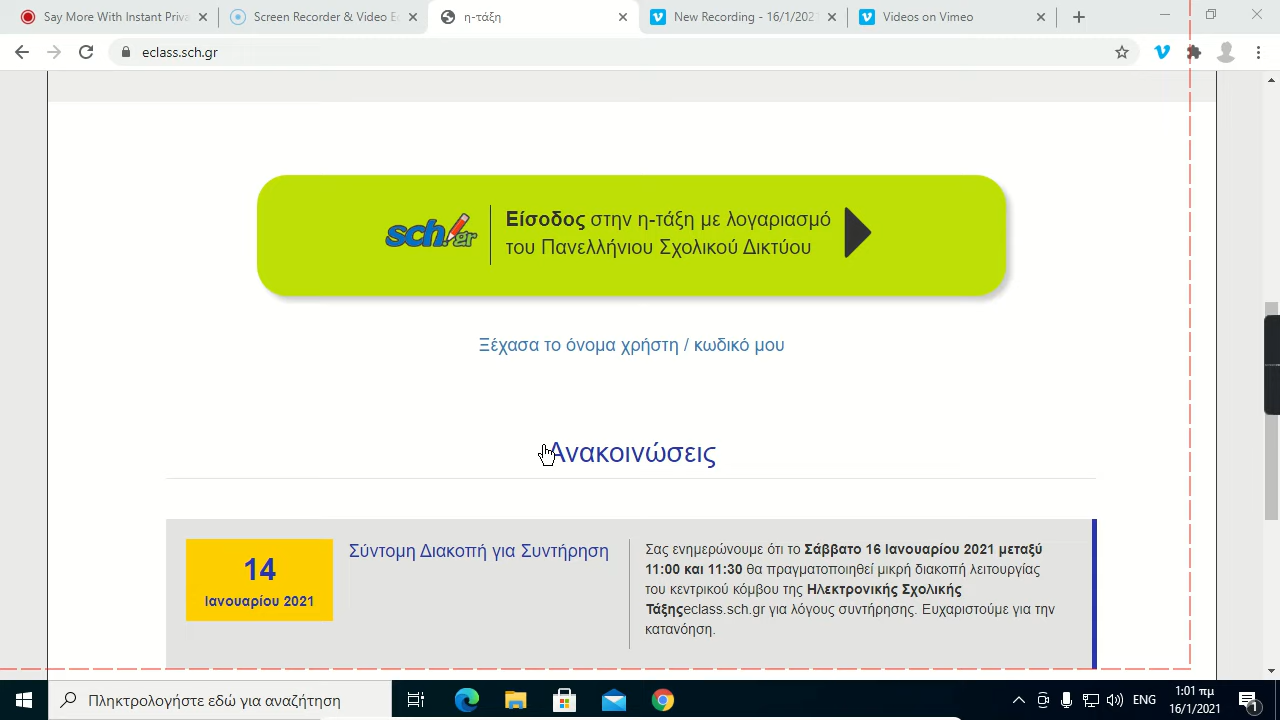 Say More With Instant Priva
Screen Recorder & Video E
η-τάξη
New Recording - 16/1/2021
Videos on Vimeo
eclass.sch.gr
sch.gr
Είσοδος στην η-τάξη με λογαριασμό
του Πανελλήνιου Σχολικού Δικτύου
Ξέχασα το όνομα χρήστη / κωδικό μου
Ανακοινώσεις
14
Ιανουαρίου 2021
Σύντομη Διακοπή για Συντήρηση
Σας ενημερώνουμε ότι το Σάββατο 16 Ιανουαρίου 2021 μεταξύ
11:00 και 11:30 θα πραγματοποιηθεί μικρή διακοπή λειτουργίας
του κεντρικού κόμβου της Ηλεκτρονικής Σχολικής
Τάξηςeclass.sch.gr για λόγους συντήρησης. Ευχαριστούμε για την
κατανόηση.
Πληκτρολογήστε εδώ για αναζήτηση
ENG
1:01 πμ
16/1/2021
1